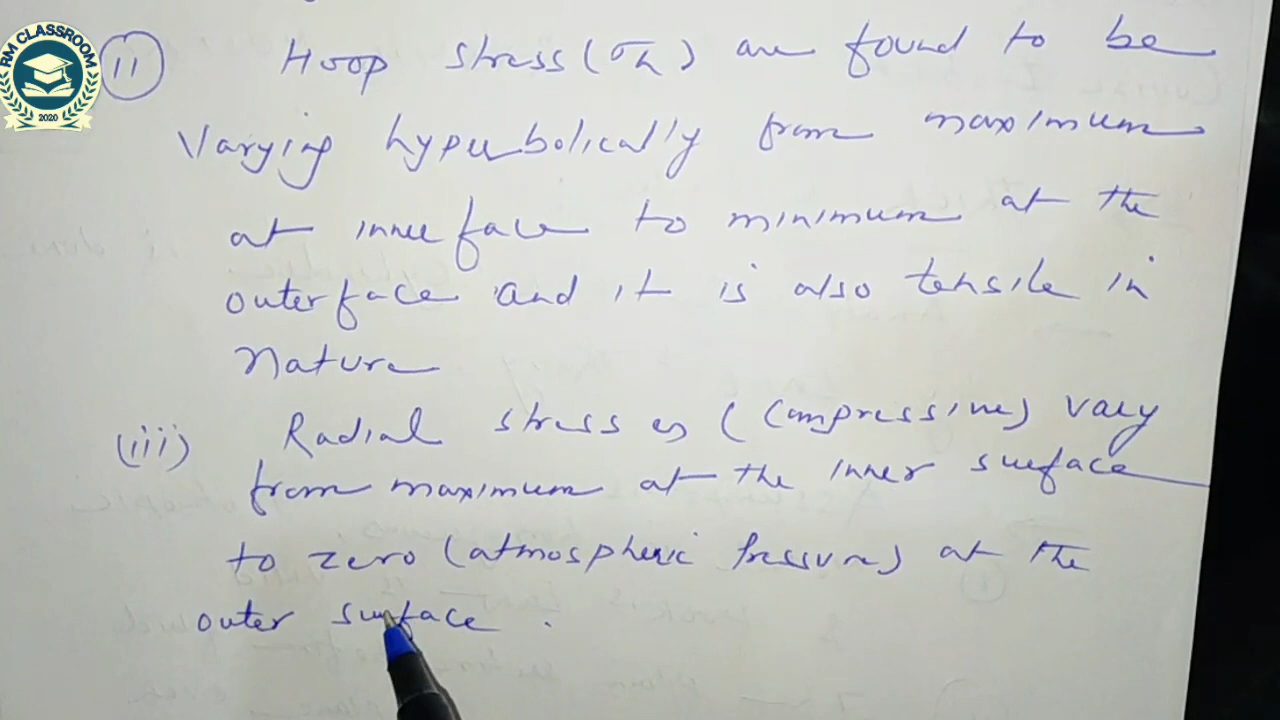 RM CLASSROOM
2020
(ii) Hoop stress (σh) are found to be
Varying hyperbolically from maximum
at inner face to minimum at the
outer face and it is also tensile in
Nature
(iii) Radial stresses (compressive) vary
from maximum at the inner surface
to zero (atmospheric pressure) at the
outer surface.